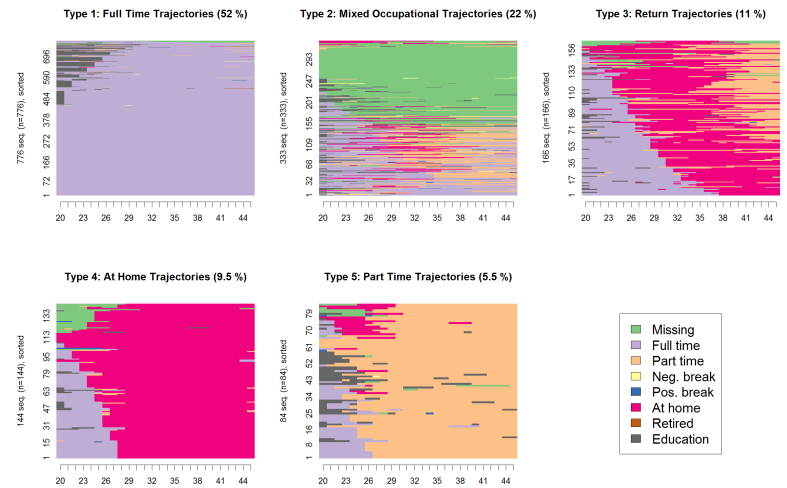 Type 1: Full Time Trajectories (52 %)
776 seq. (n=776), sorted
1 72 166 272 378 484 590 696
20 23 26 29 32 35 38 41 44
Type 2: Mixed Occupational Trajectories (22 %)
333 seq. (n=333), sorted
1 32 68 109 155 201 247 293
20 23 26 29 32 35 38 41 44
Type 3: Return Trajectories (11 %)
166 seq. (n=166), sorted
1 17 35 53 71 89 110 133 156
20 23 26 29 32 35 38 41 44
Type 4: At Home Trajectories (9.5 %)
144 seq. (n=144), sorted
1 15 31 47 63 79 95 113 133
20 23 26 29 32 35 38 41 44
Type 5: Part Time Trajectories (5.5 %)
84 seq. (n=84), sorted
1 8 16 25 34 43 52 61 70 79
20 23 26 29 32 35 38 41 44
Missing
Full time
Part time
Neg. break
Pos. break
At home
Retired
Education